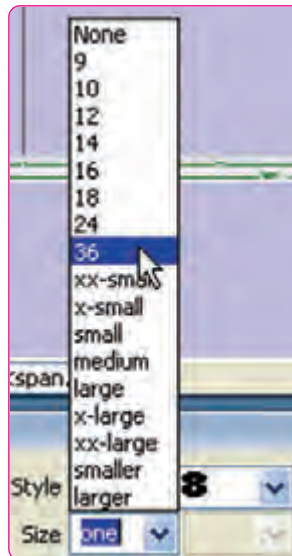 None
9
10
12
14
16
18
24
36
xx-small
x-small
small
medium
large
x-large
xx-large
smaller
larger
<span.
Style 8
Size one